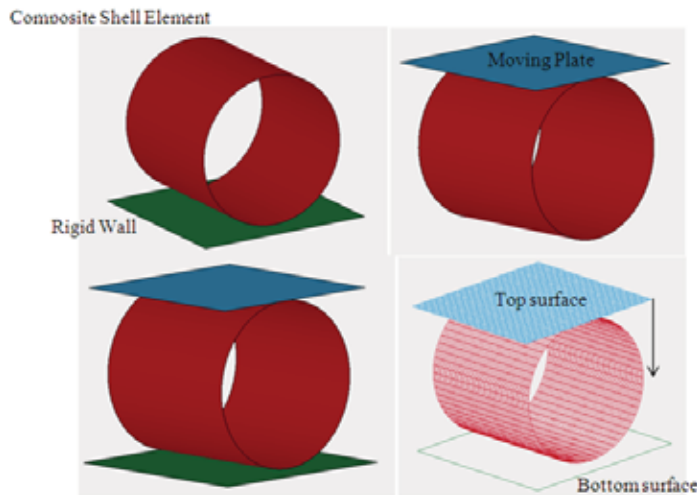 Composite Shell Element
Moving Plate
Rigid Wall
Top surface
Bottom surface